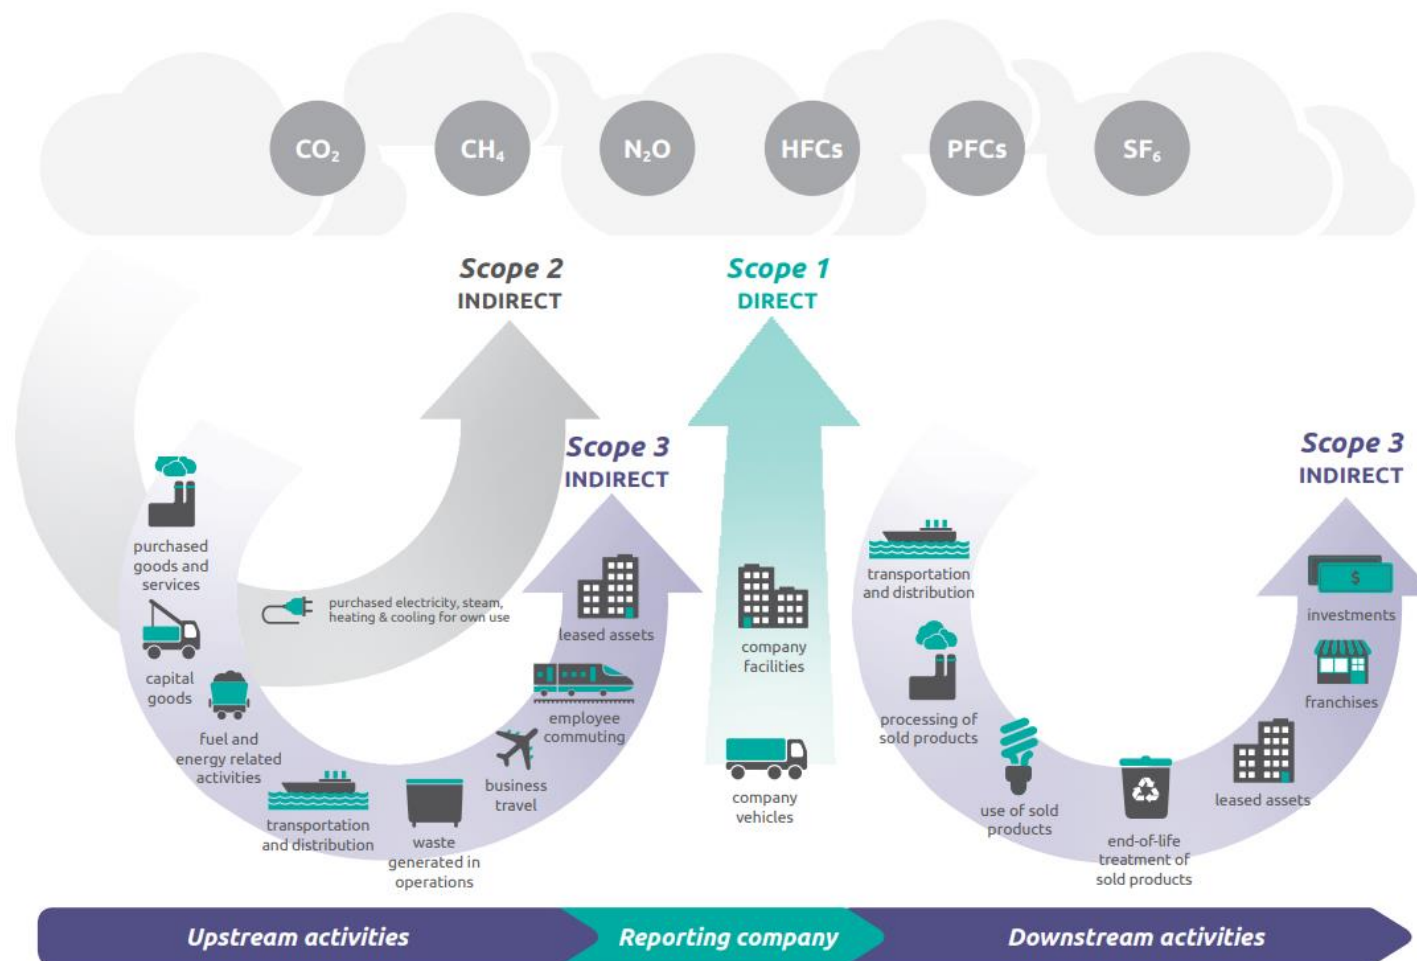 CO₂
CH₄
N₂O
HFCs
PFCs
SF₆
Scope 2
INDIRECT
Scope 1
DIRECT
Scope 3
INDIRECT
Scope 3
INDIRECT
purchased
goods and
services
capital
goods
fuel and
energy related
activities
transportation
and distribution
waste
generated in
operations
business
travel
employee
commuting
leased assets
purchased electricity, steam,
heating & cooling for own use
company
facilities
company
vehicles
transportation
and distribution
processing of
sold products
use of sold
products
end-of-life
treatment of
sold products
leased assets
franchises
$
investments
Upstream activities
Reporting company
Downstream activities